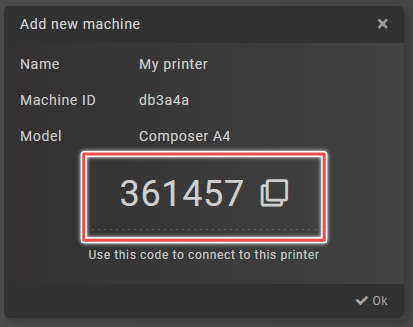 Add new machine
Name My printer
Machine ID db3a4a
Model Composer A4
361457
Use this code to connect to this printer
Ok